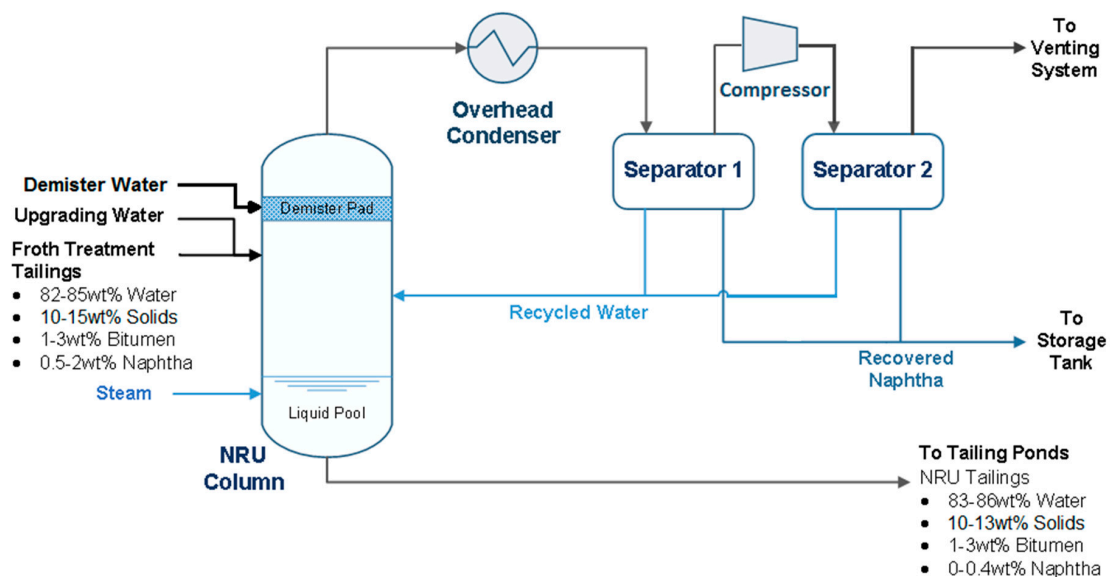 To
Venting
System
Compressor
Overhead
Condenser
Separator 1
Separator 2
Demister Water
Demister Pad
Upgrading Water
Froth Treatment
Tailings
• 82-85wt% Water
• 10-15wt% Solids
• 1-3wt% Bitumen
• 0.5-2wt% Naphtha
Recycled Water
To
Storage
Tank
Recovered
Naphtha
Steam
Liquid Pool
NRU
Column
To Tailing Ponds
NRU Tailings
• 83-86wt% Water
• 10-13wt% Solids
• 1-3wt% Bitumen
• 0-0.4wt% Naphtha